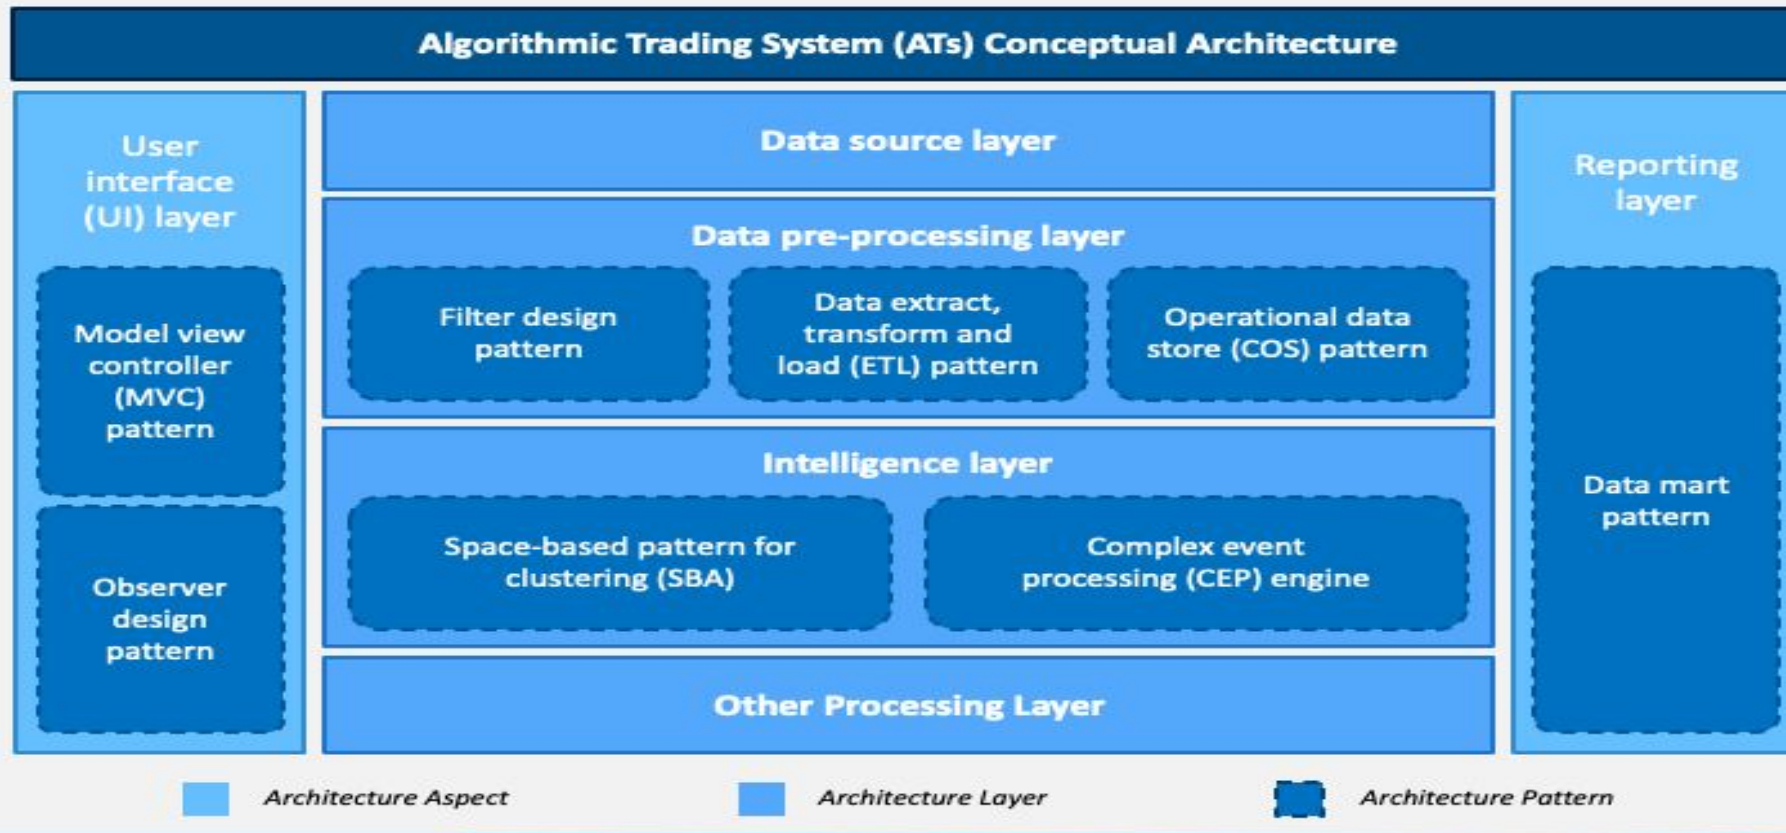 Algorithmic Trading System (ATs) Conceptual Architecture
User
interface
(UI) layer
Model view
controller
(MVC)
pattern
Observer
design
pattern
Data source layer
Data pre-processing layer
Filter design
pattern
Data extract,
transform and
load (ETL) pattern
Operational data
store (COS) pattern
Intelligence layer
Space-based pattern for
clustering (SBA)
Complex event
processing (CEP) engine
Other Processing Layer
Reporting
layer
Data mart
pattern
Architecture Aspect
Architecture Layer
Architecture Pattern